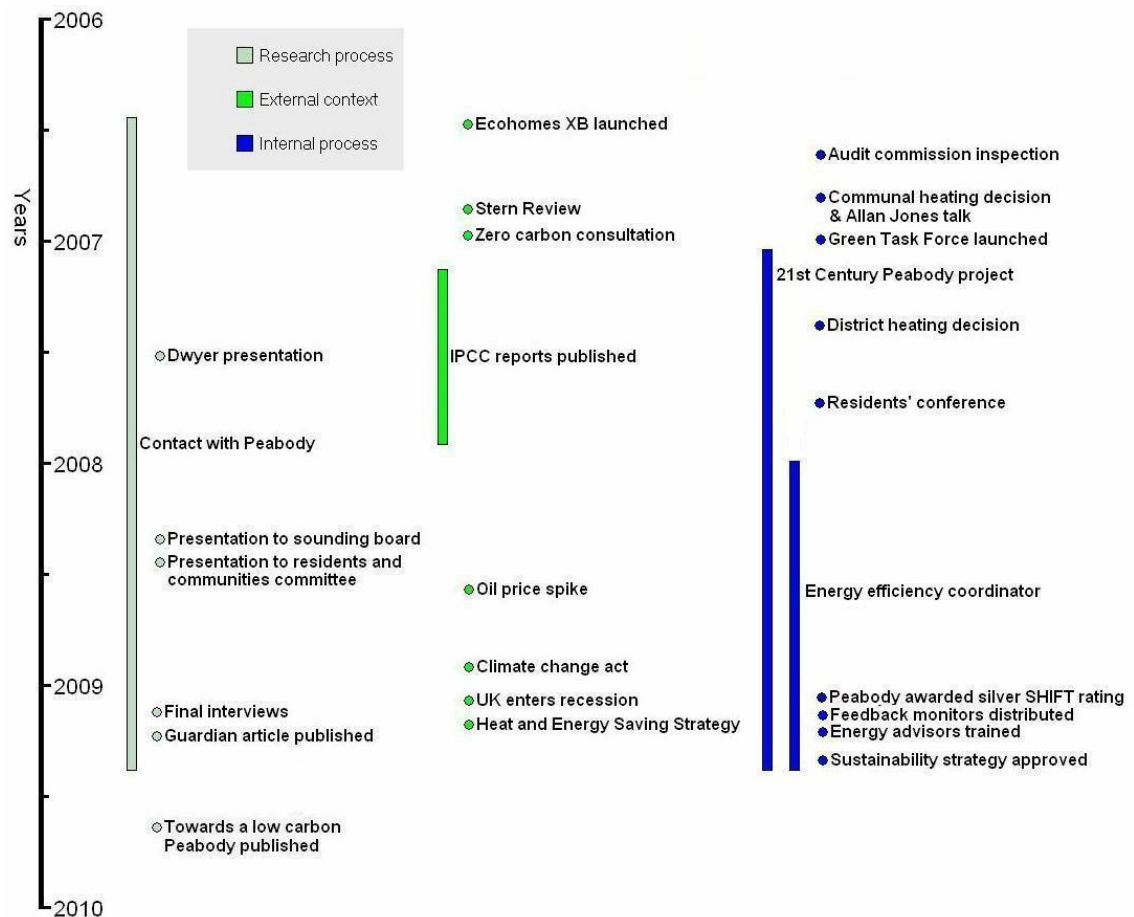 2006
Research process
External context
Internal process
Years
Ecohomes XB launched
Audit commission inspection
Stern Review
Communal heating decision
& Allan Jones talk
Zero carbon consultation
Green Task Force launched
2007
21st Century Peabody project
District heating decision
Dwyer presentation
IPCC reports published
Residents' conference
Contact with Peabody
2008
Presentation to sounding board
Presentation to residents and
communities committee
Oil price spike
Energy efficiency coordinator
Climate change act
2009
UK enters recession
Peabody awarded silver SHIFT rating
Final interviews
Feedback monitors distributed
Heat and Energy Saving Strategy
Energy advisors trained
Guardian article published
Sustainability strategy approved
Towards a low carbon
Peabody published
2010